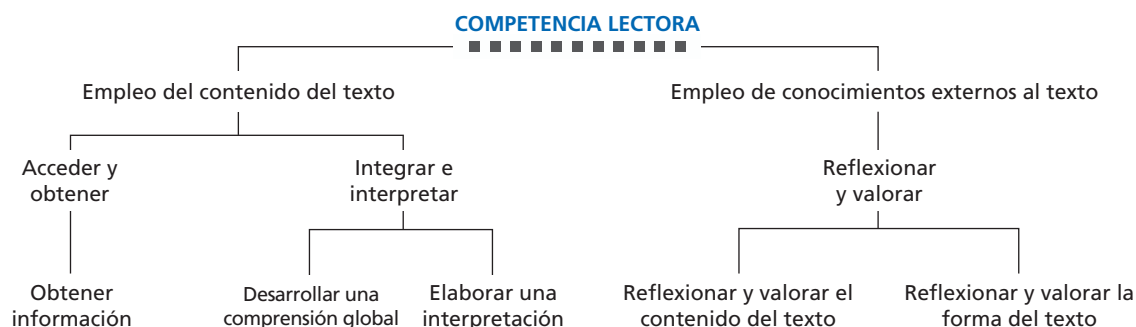 COMPETENCIA LECTORA
Empleo del contenido del texto
Empleo de conocimientos externos al texto
Acceder y
obtener
Integrar e
interpretar
Reflexionar
y valorar
Obtener
información
Desarrollar una
comprensión global
Elaborar una
interpretación
Reflexionar y valorar el
contenido del texto
Reflexionar y valorar la
forma del texto